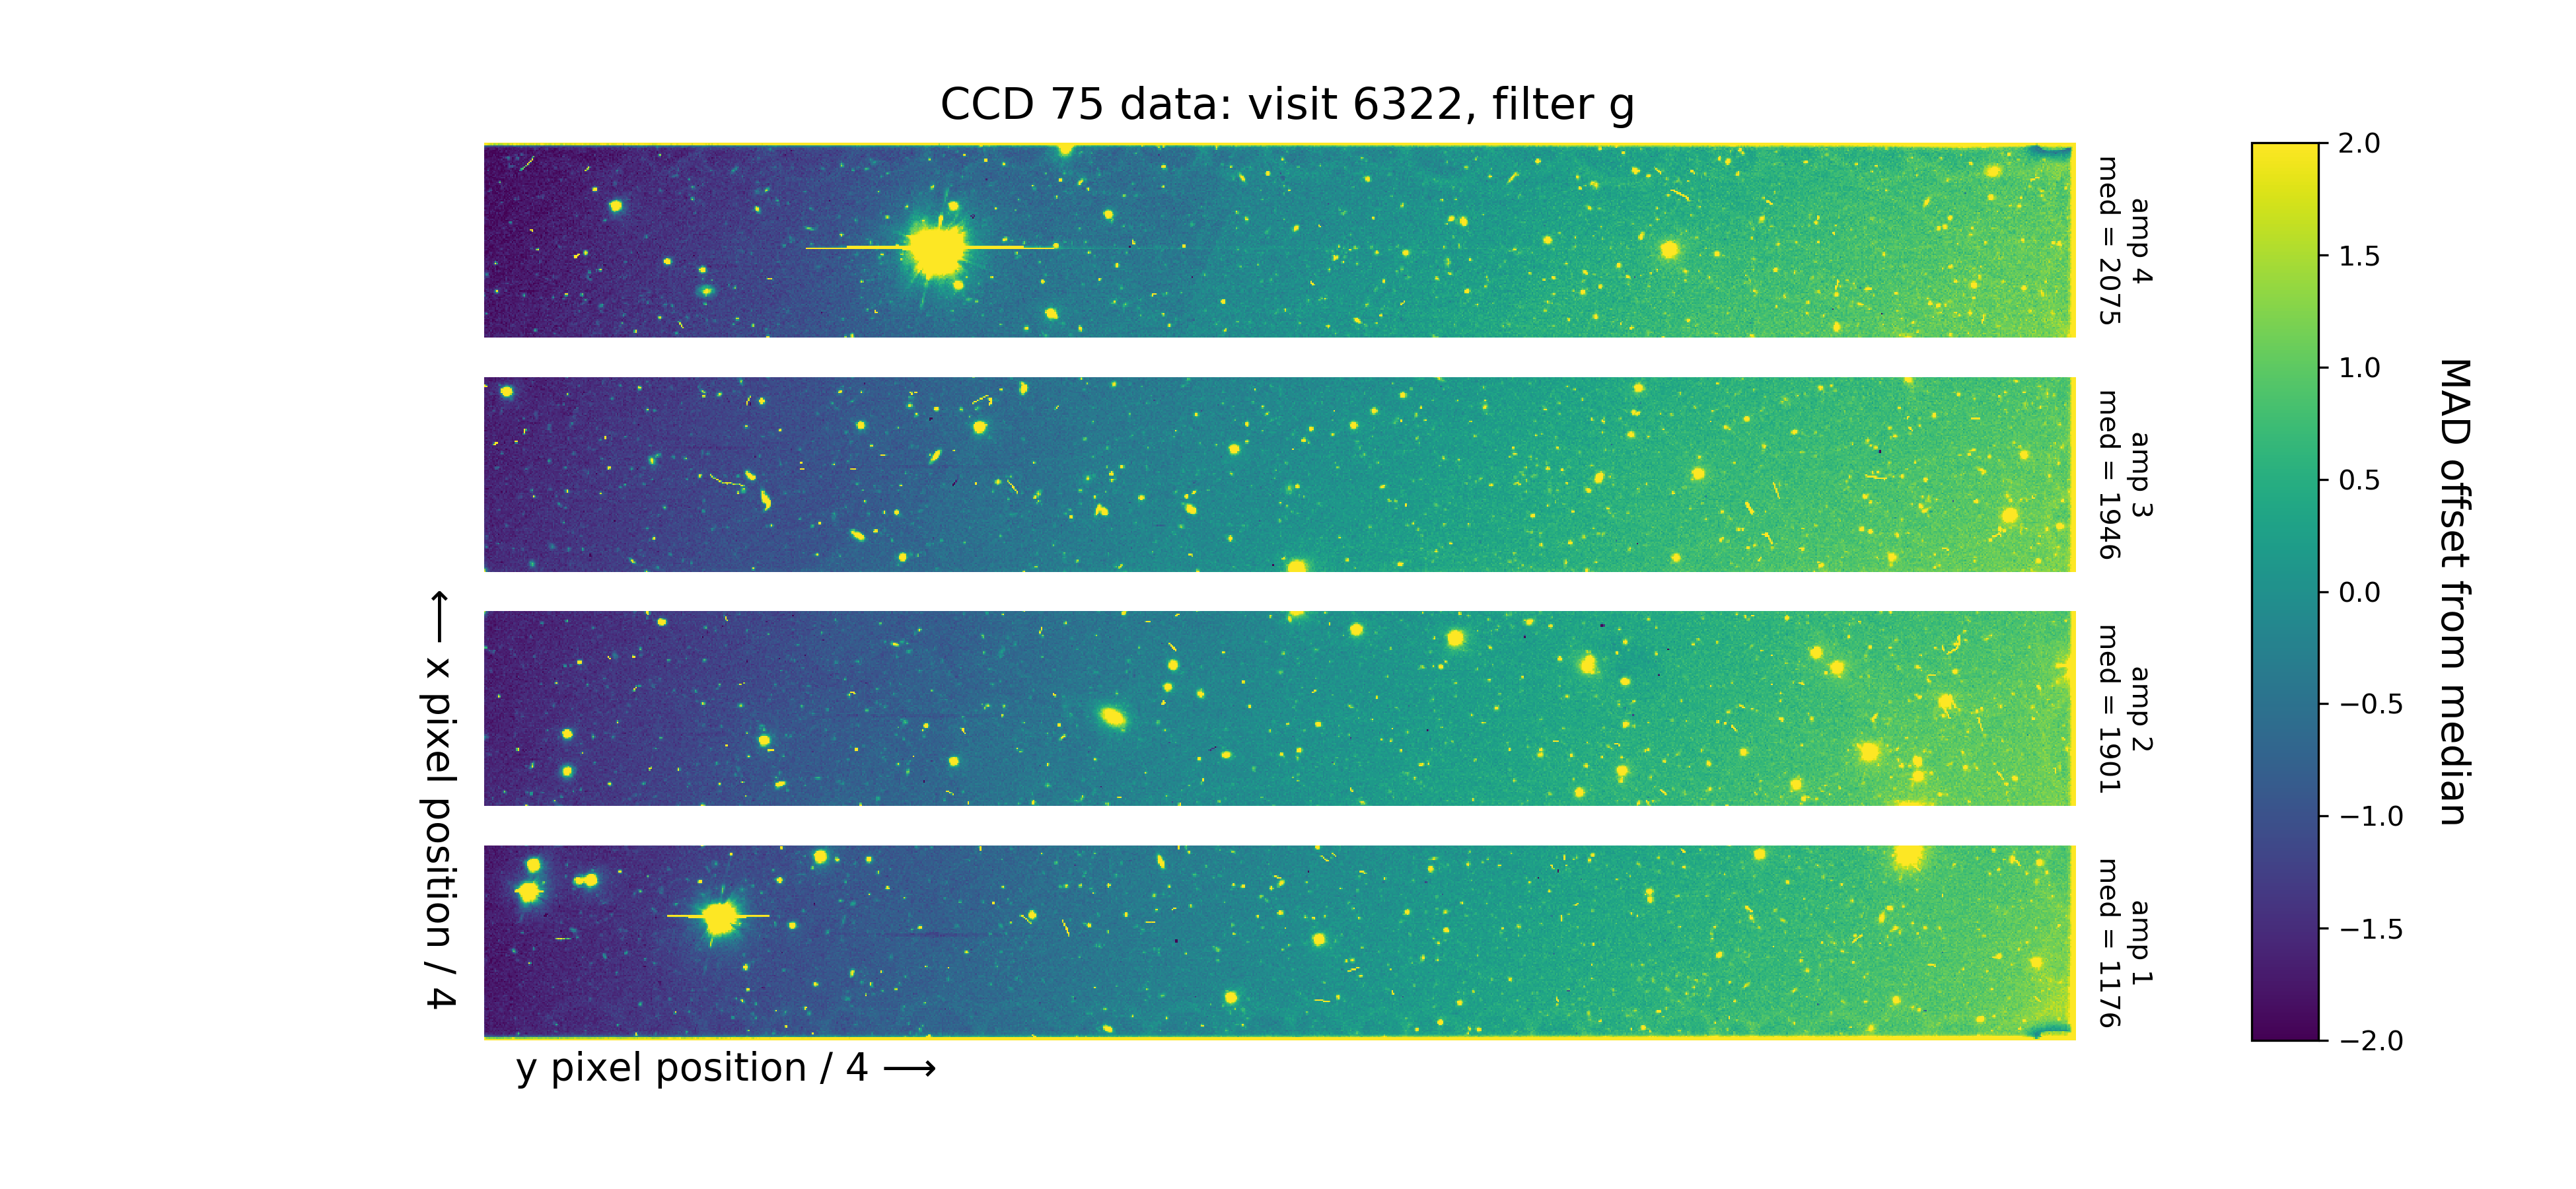 CCD 75 data: visit 6322, filter g
amp 4
med = 2075
amp 3
med = 1946
amp 2
med = 1901
amp 1
med = 1176
⟵ x pixel position / 4
y pixel position / 4 ⟶
2.0
1.5
1.0
0.5
0.0
−0.5
−1.0
−1.5
−2.0
MAD offset from median